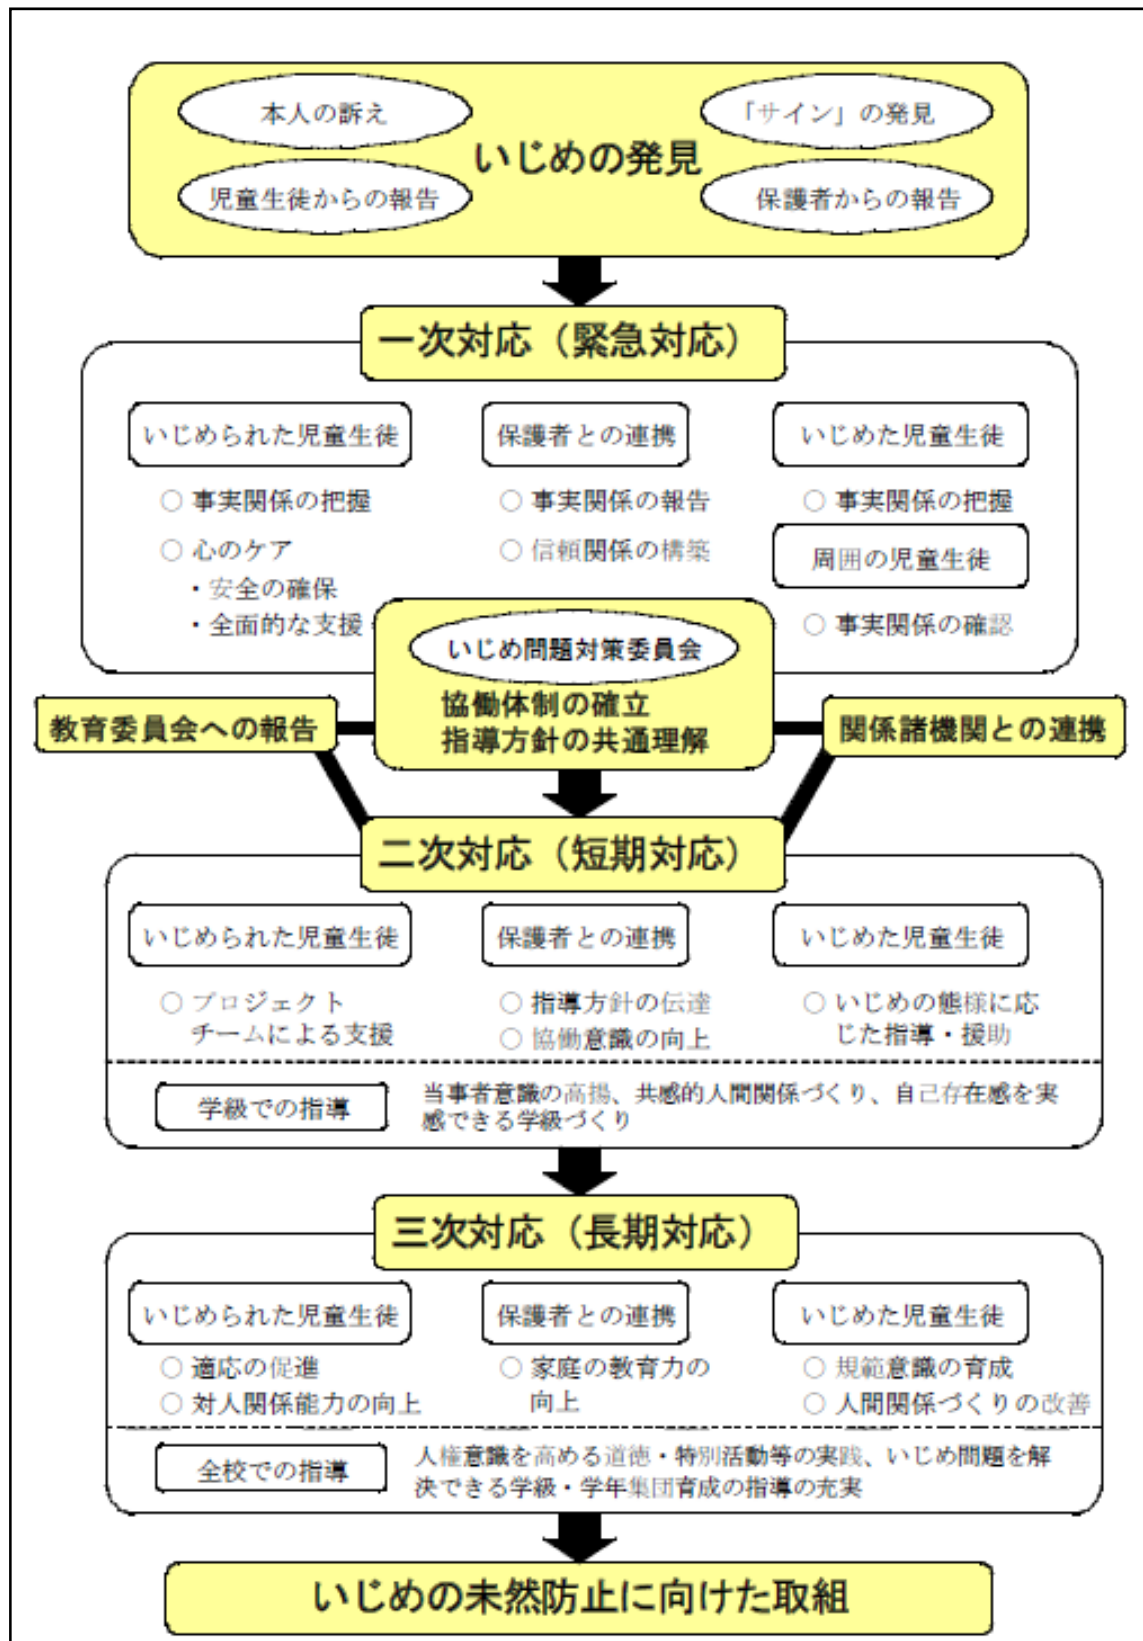 本人の訴え
「サイン」の発見
いじめの発見
児童生徒からの報告
保護者からの報告
一次対応（緊急対応）
いじめられた児童生徒
保護者との連携
いじめた児童生徒
○ 事実関係の把握
○ 事実関係の報告
○ 事実関係の把握
○ 心のケア
○ 信頼関係の構築
周囲の児童生徒
・安全の確保
・全面的な支援
○ 事実関係の確認
いじめ問題対策委員会
協働体制の確立
指導方針の共通理解
教育委員会への報告
関係諸機関との連携
二次対応（短期対応）
いじめられた児童生徒
保護者との連携
いじめた児童生徒
○ プロジェクト
チームによる支援
○ 指導方針の伝達
○ 協働意識の向上
○ いじめの態様に応
じた指導・援助
学級での指導
当事者意識の高揚、共感的人間関係づくり、自己存在感を実
感できる学級づくり
三次対応（長期対応）
いじめられた児童生徒
保護者との連携
いじめた児童生徒
○ 適応の促進
○ 対人関係能力の向上
○ 家庭の教育力の
向上
○ 規範意識の育成
○ 人間関係づくりの改善
全校での指導
人権意識を高める道徳・特別活動等の実践、いじめ問題を解
決できる学級・学年集団育成の指導の充実
いじめの未然防止に向けた取組